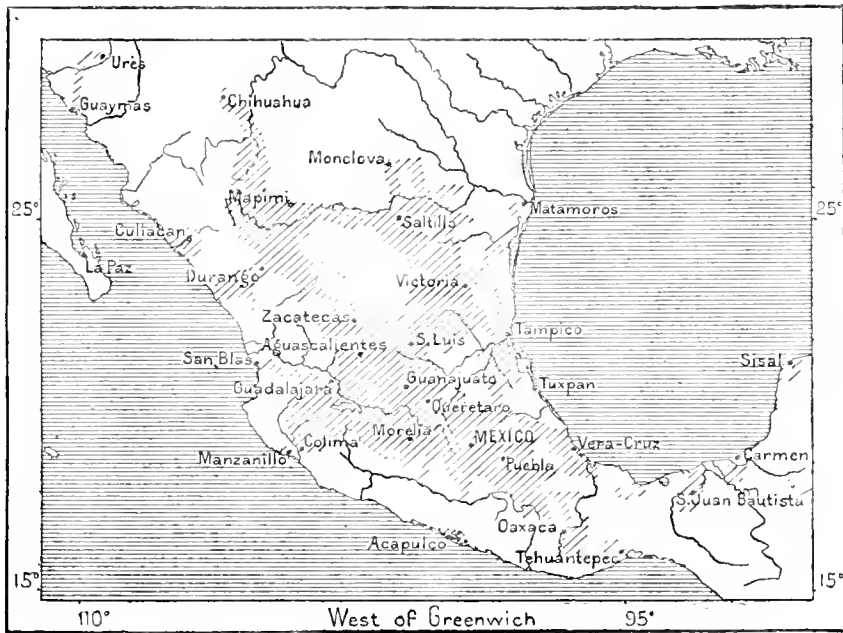 Ures
Guaymas
Chihuahua
Monclova
Mapimi
25°
Saltillo
Matamoros
25°
Culiacan
La Paz
Durango
Victoria
Zacatecas
S. Luis
Tampico
Aguascalientes
San Blas
Sisal
Guadalajara
Guanajuato
Tuxpan
Queretaro
Morelia
MEXICO
Colima
Vera-Cruz
Manzanillo
Puebla
Carmen
S. Juan Bautista
Oaxaca
Acapulco
Tehuantepec
15°
15°
110°
West of Greenwich
95°